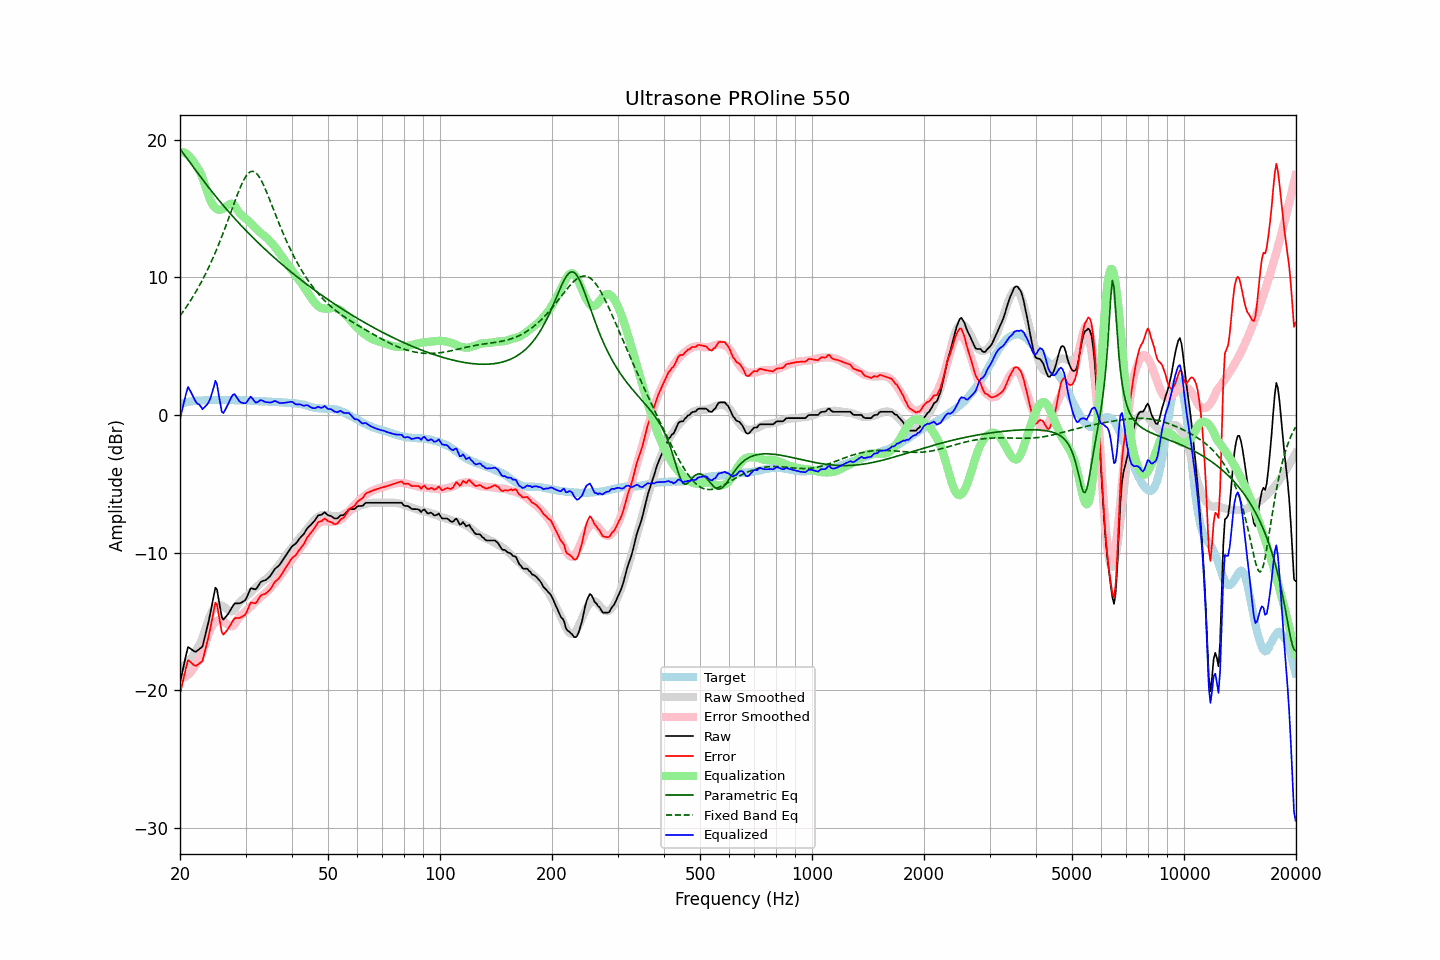 Ultrasone PROline 550
Amplitude (dBr)
20
10
0
−10
−20
−30
Target
Raw Smoothed
Error Smoothed
Raw
Error
Equalization
Parametric Eq
Fixed Band Eq
Equalized
20 50 100 200 500 1000 2000 5000 10000 20000
Frequency (Hz)